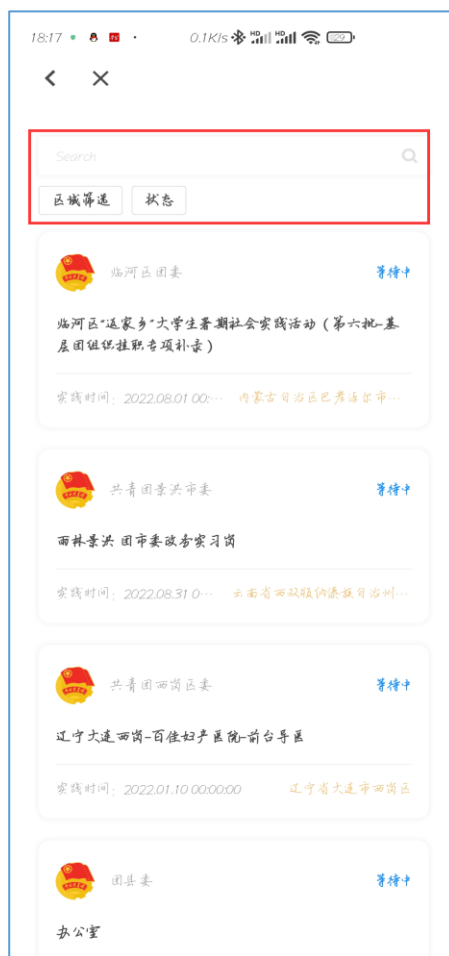 18:17 0.1K/s HD HD 29
Search
区域筛选 状态
临河区团委 等待中
临河区“返家乡”大学生暑期社会实践活动(第六批-基
层团组织挂职专项补录)
实践时间: 2022.08.01 00:… 内蒙古自治区巴彦淖尔市…
共青团景洪市委 等待中
雨林景洪 团市委政务实习岗
实践时间: 2022.08.31 0… 云南省西双版纳傣族自治州…
共青团西岗区委 等待中
辽宁大连西岗-百佳妇产医院-前台导医
实践时间: 2022.01.10 00:00:00 辽宁省大连市西岗区
团县委 等待中
办公室